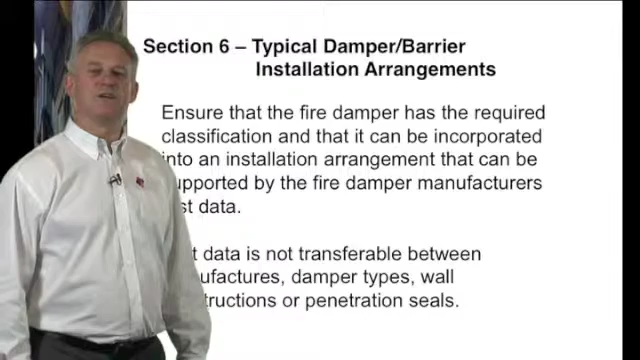 Section 6 – Typical Damper/Barrier
Installation Arrangements
Ensure that the fire damper has the required
classification and that it can be incorporated
into an installation arrangement that can be
supported by the fire damper manufacturers
data.
data is not transferable between
damper types, wall
or penetration seals.